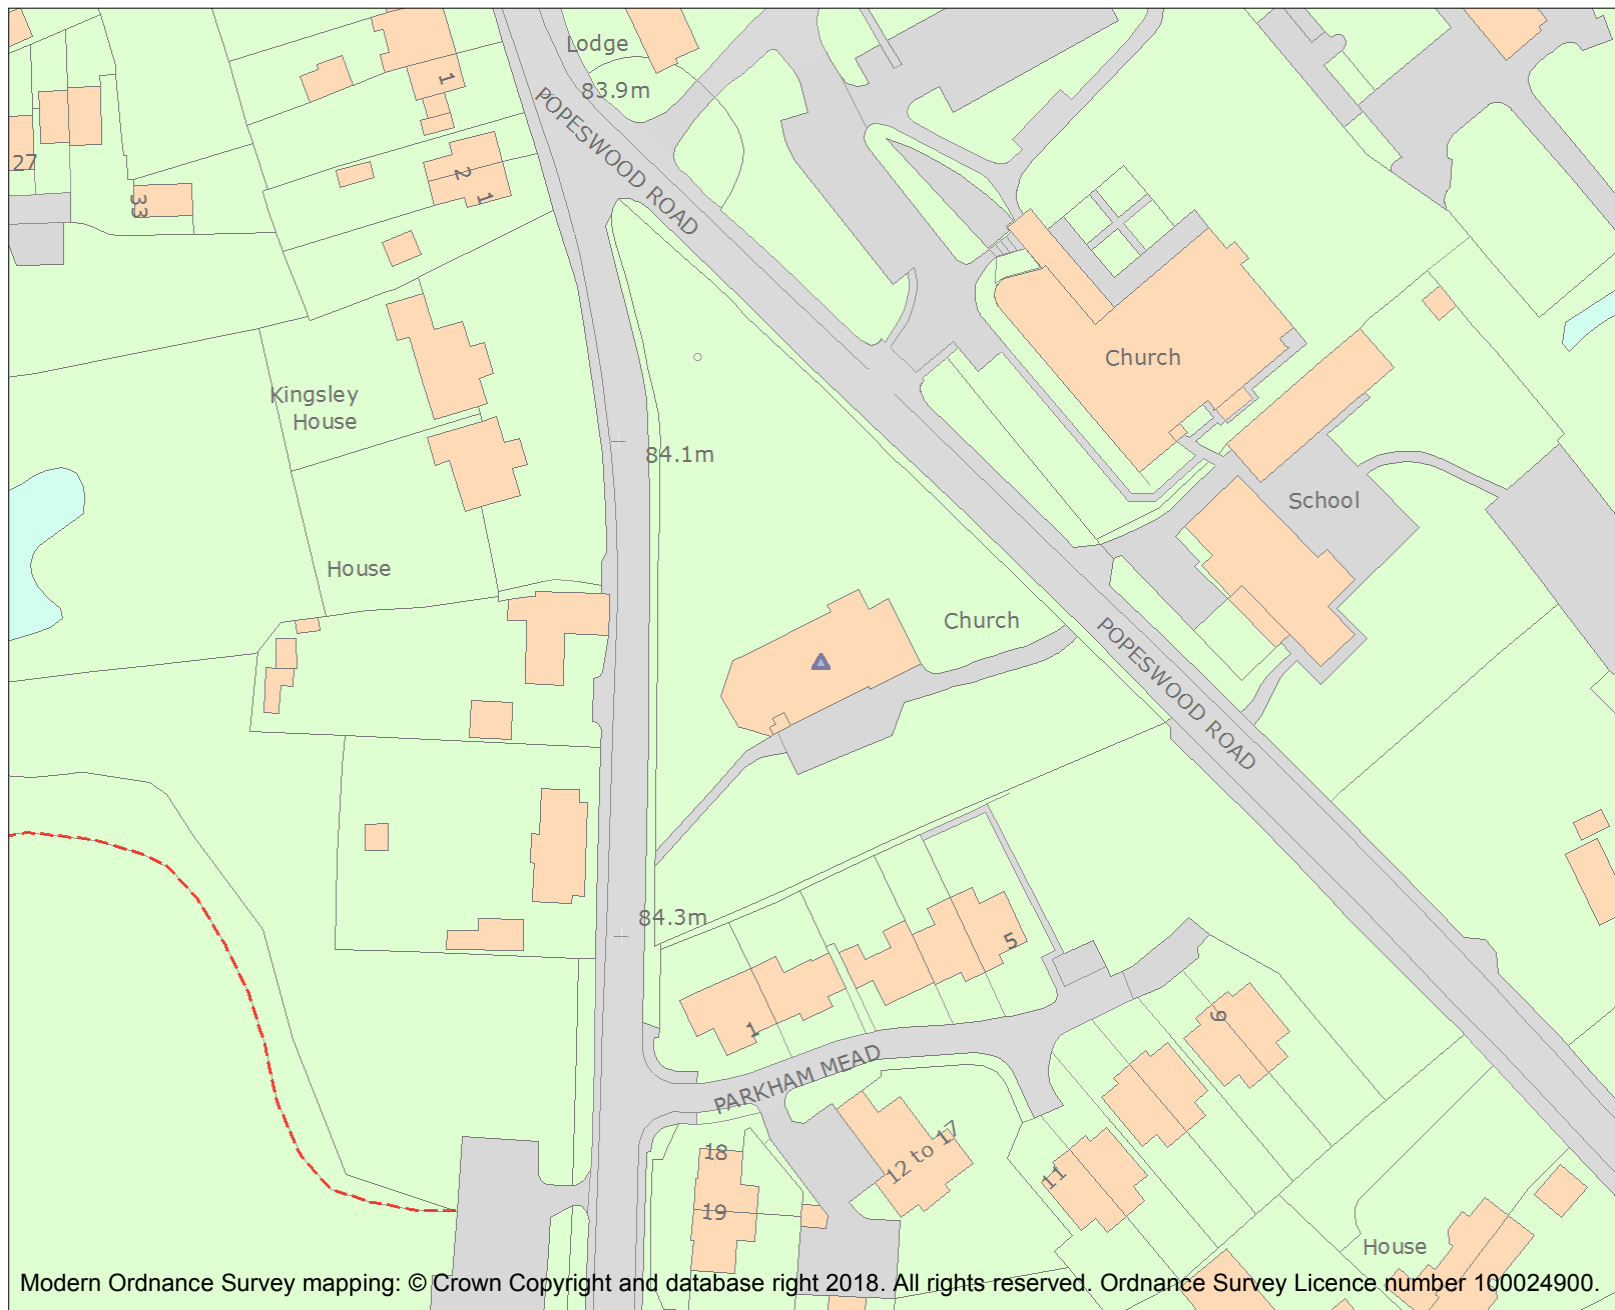 Lodge
83.9m
1
POPESWOOD ROAD
27
2
1
33
Church
Kingsley
House
84.1m
School
House
Church
POPESWOOD ROAD
84.3m
5
1
9
PARKHAM MEAD
12 to 17
18
11
19
House
Modern Ordnance Survey mapping: © Crown Copyright and database right 2018. All rights reserved. Ordnance Survey Licence number 100024900.